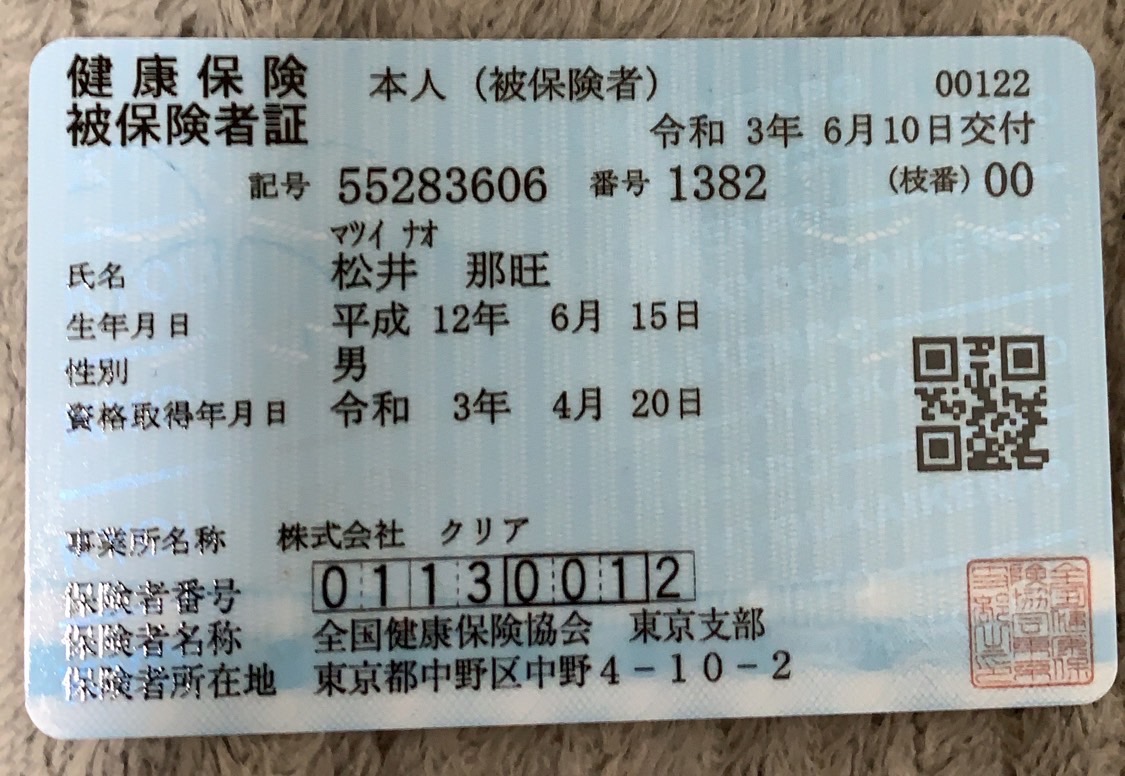 健康保険 本人（被保険者） 00122
被保険者証 令和 3年 6月10日交付
記号 55283606 番号 1382 （枝番）00
ﾏﾂｲ ﾅｵ
氏名 松井 那旺
生年月日 平成 12年 6月 15日
性別 男
資格取得年月日 令和 3年 4月 20日
事業所名称 株式会社 クリア
保険者番号 01130012
保険者名称 全国健康保険協会 東京支部
保険者所在地 東京都中野区中野4－10－2